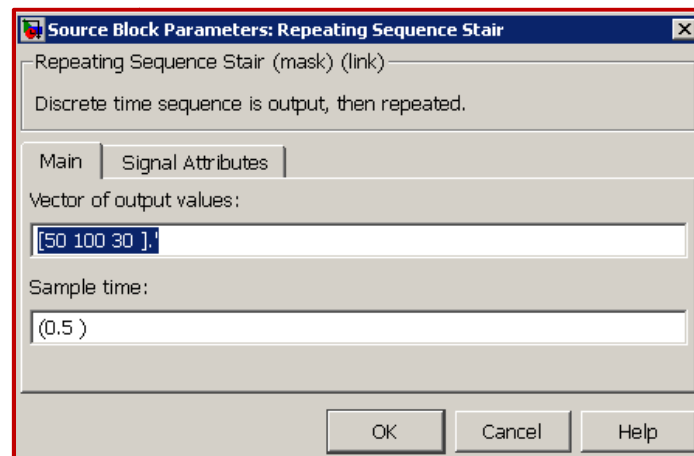 Source Block Parameters: Repeating Sequence Stair
Repeating Sequence Stair (mask) (link)
Discrete time sequence is output, then repeated.
Main Signal Attributes
Vector of output values:
[50 100 30 ].'
Sample time:
(0.5 )
OK Cancel Help